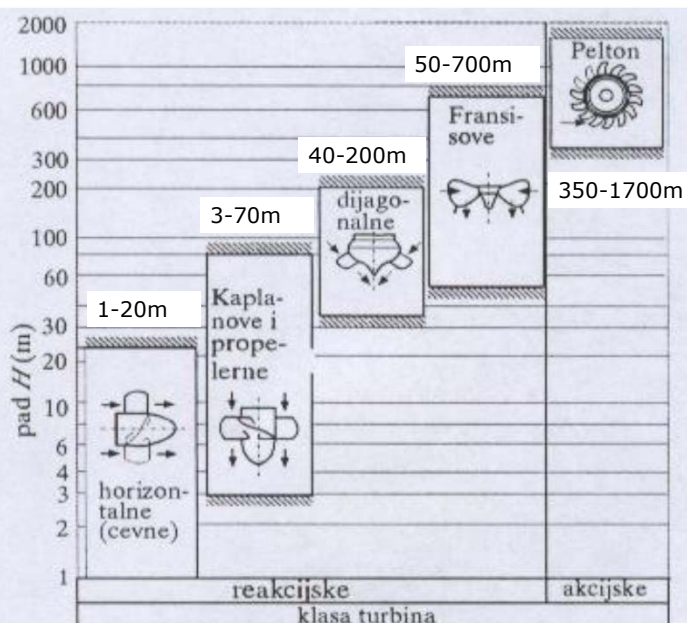 2000
1000
600
300
200
100
60
30
20
10
6
4
3
2
1
pad H (m)
1-20m
horizon-
talne
(cevne)
3-70m
Kapla-
nove i
prope-
lerne
40-200m
dijago-
nalne
50-700m
Fransi-
sove
Pelton
350-1700m
reakcijske
akcijske
klasa turbina